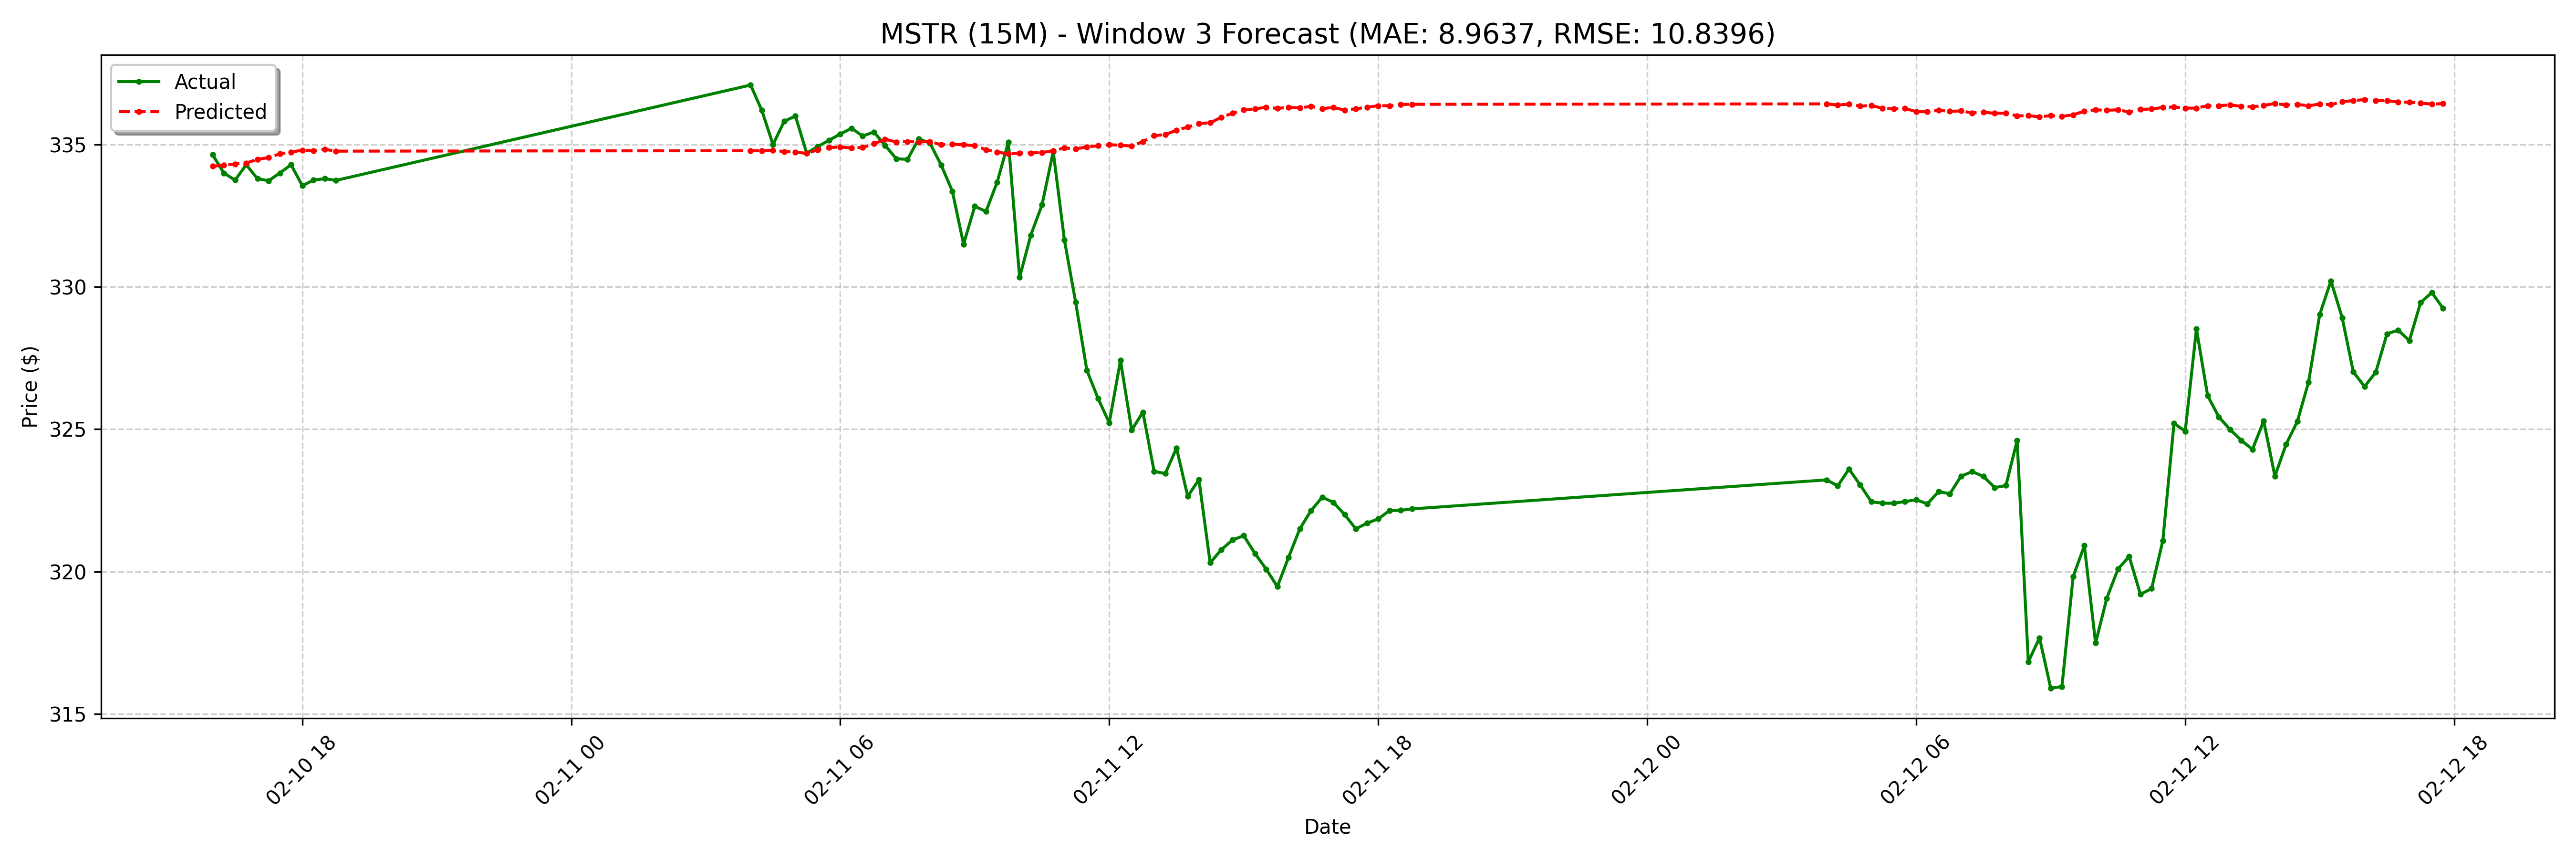 MSTR (15M) - Window 3 Forecast (MAE: 8.9637, RMSE: 10.8396)
Actual
Predicted
Price ($)
335
330
325
320
315
02-10 18
02-11 00
02-11 06
02-11 12
02-11 18
02-12 00
02-12 06
02-12 12
02-12 18
Date